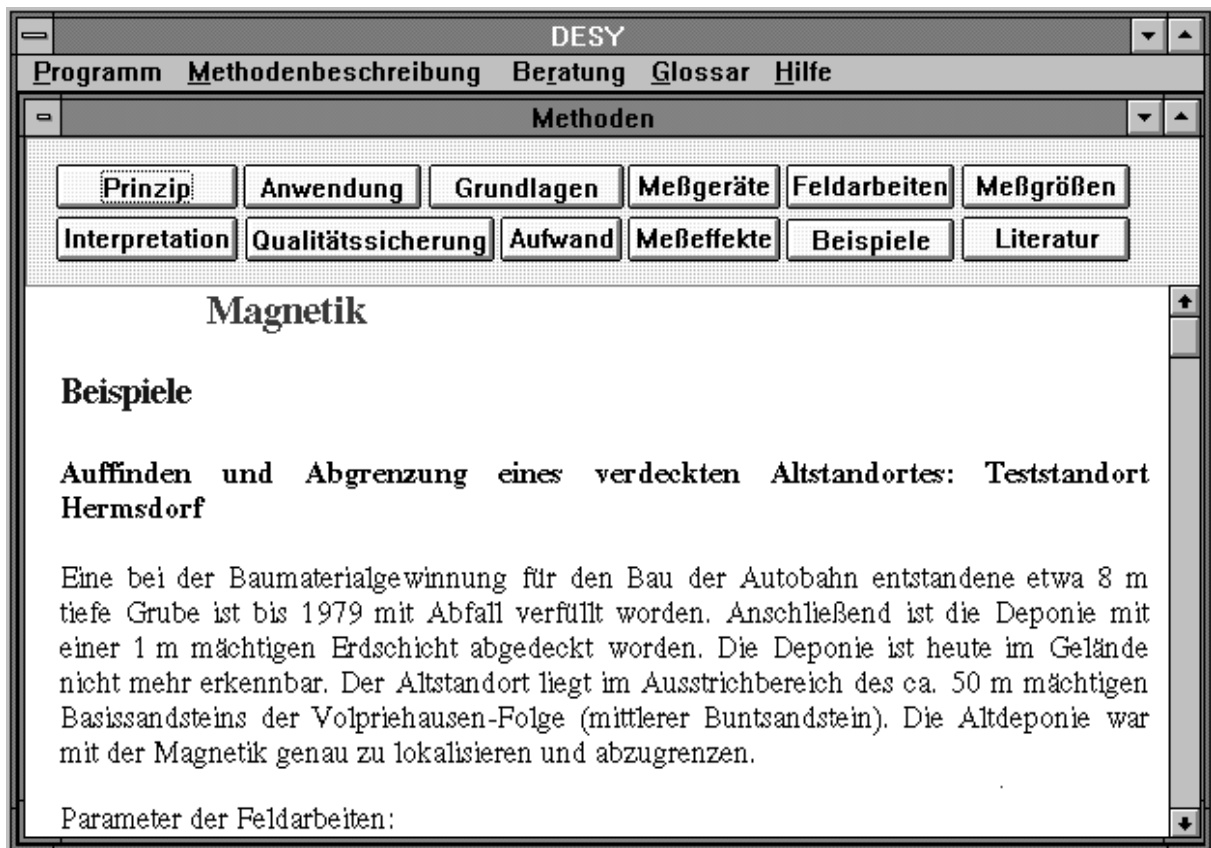 DESY
Programm Methodenbeschreibung Beratung Glossar Hilfe
Methoden
Prinzip Anwendung Grundlagen Meßgeräte Feldarbeiten Meßgrößen
Interpretation Qualitätssicherung Aufwand Meßeffekte Beispiele Literatur
Magnetik
Beispiele
Auffinden und Abgrenzung eines verdeckten Altstandortes: Teststandort
Hermsdorf
Eine bei der Baumaterialgewinnung für den Bau der Autobahn entstandene etwa 8 m
tiefe Grube ist bis 1979 mit Abfall verfüllt worden. Anschließend ist die Deponie mit
einer 1 m mächtigen Erdschicht abgedeckt worden. Die Deponie ist heute im Gelände
nicht mehr erkennbar. Der Altstandort liegt im Ausstrichbereich des ca. 50 m mächtigen
Basissandsteins der Volpriehausen-Folge (mittlerer Buntsandstein). Die Altdeponie war
mit der Magnetik genau zu lokalisieren und abzugrenzen.
Parameter der Feldarbeiten: